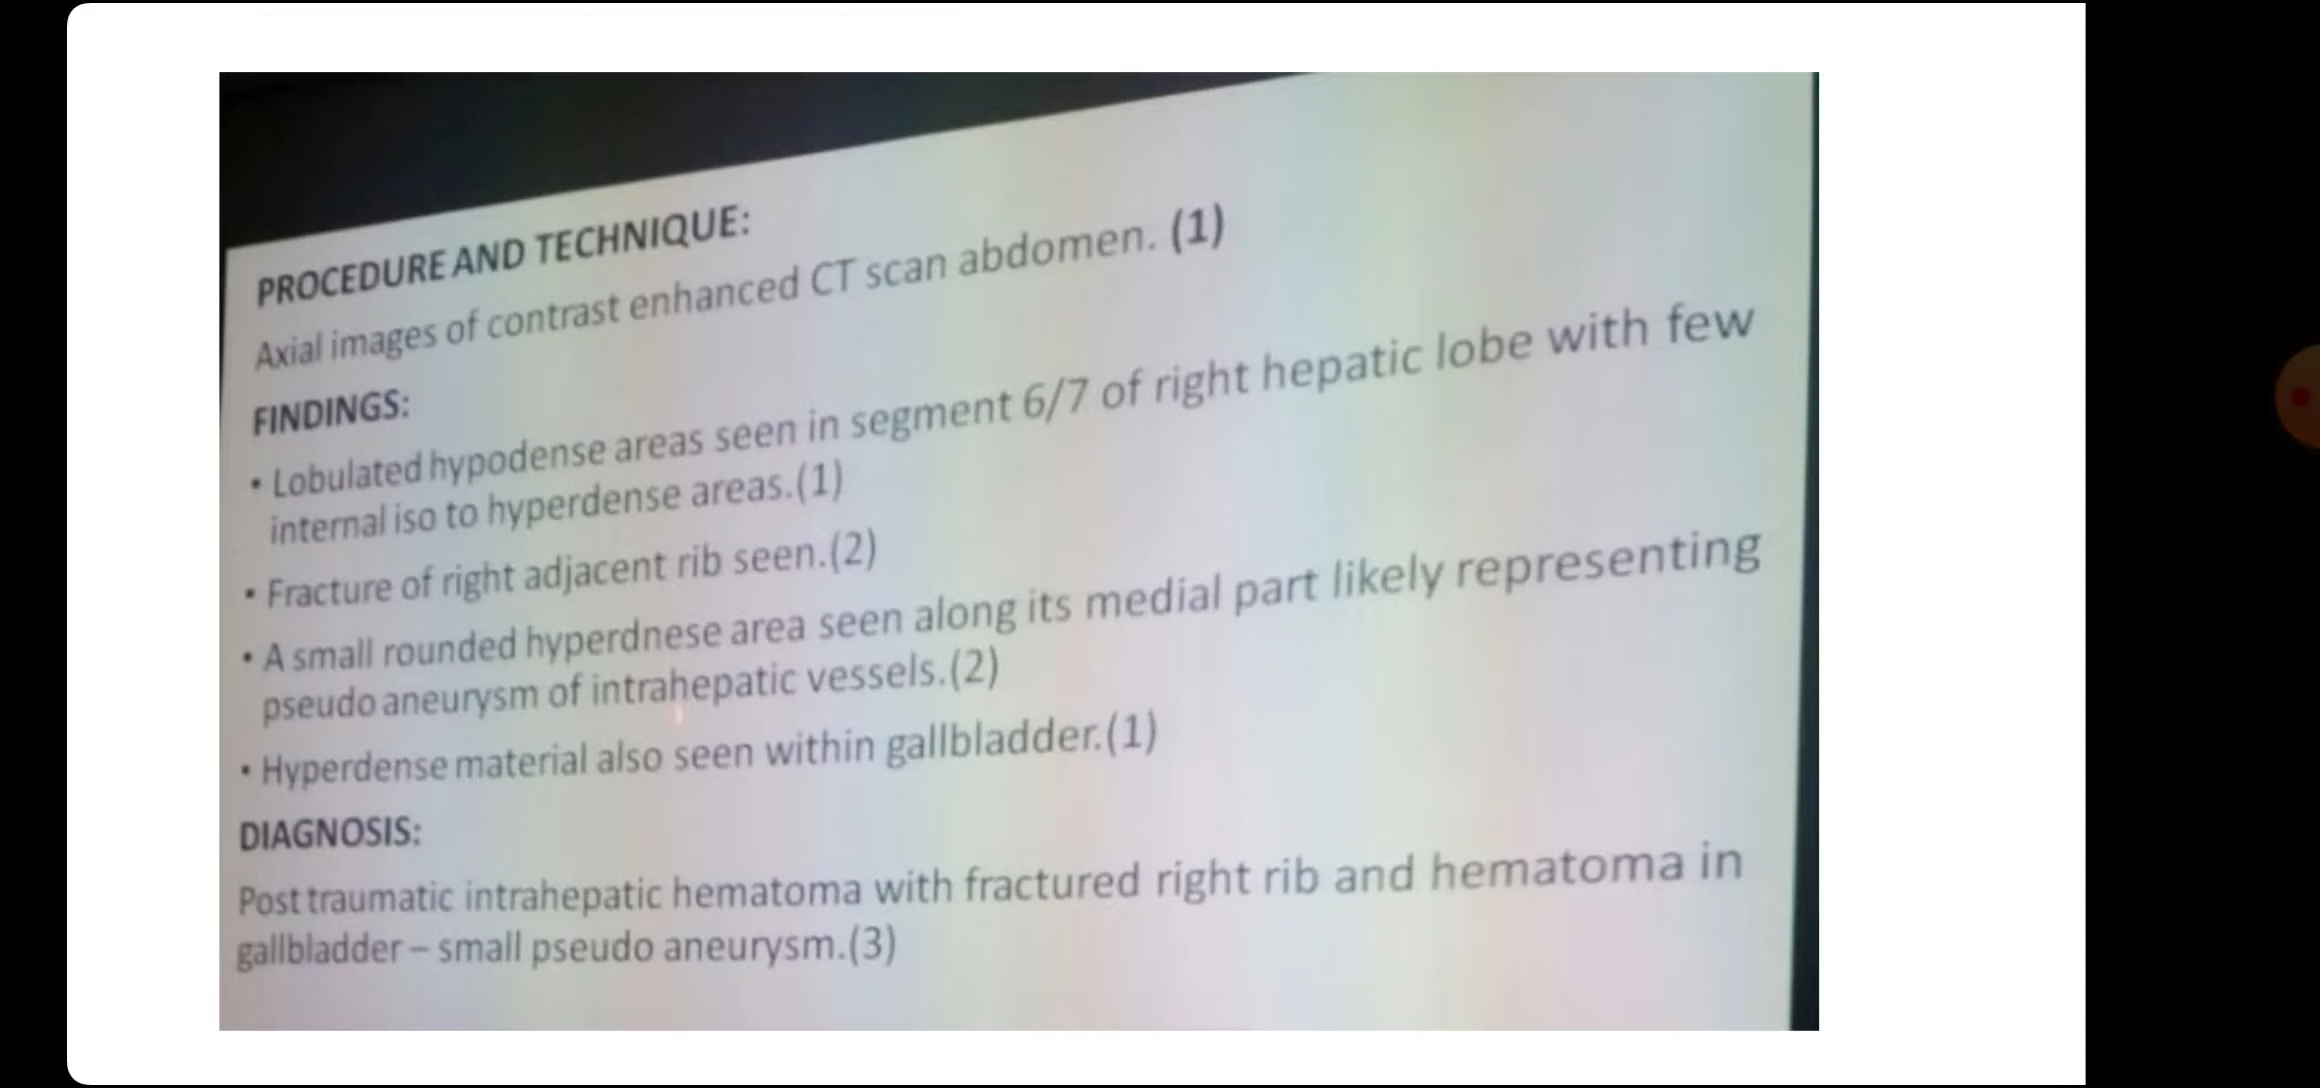 PROCEDURE AND TECHNIQUE:
Axial images of contrast enhanced CT scan abdomen. (1)
FINDINGS:
• Lobulated hypodense areas seen in segment 6/7 of right hepatic lobe with few
internal iso to hyperdense areas.(1)
• Fracture of right adjacent rib seen.(2)
• A small rounded hyperdnese area seen along its medial part likely representing
pseudo aneurysm of intrahepatic vessels.(2)
• Hyperdense material also seen within gallbladder.(1)
DIAGNOSIS:
Post traumatic intrahepatic hematoma with fractured right rib and hematoma in
gallbladder – small pseudo aneurysm.(3)